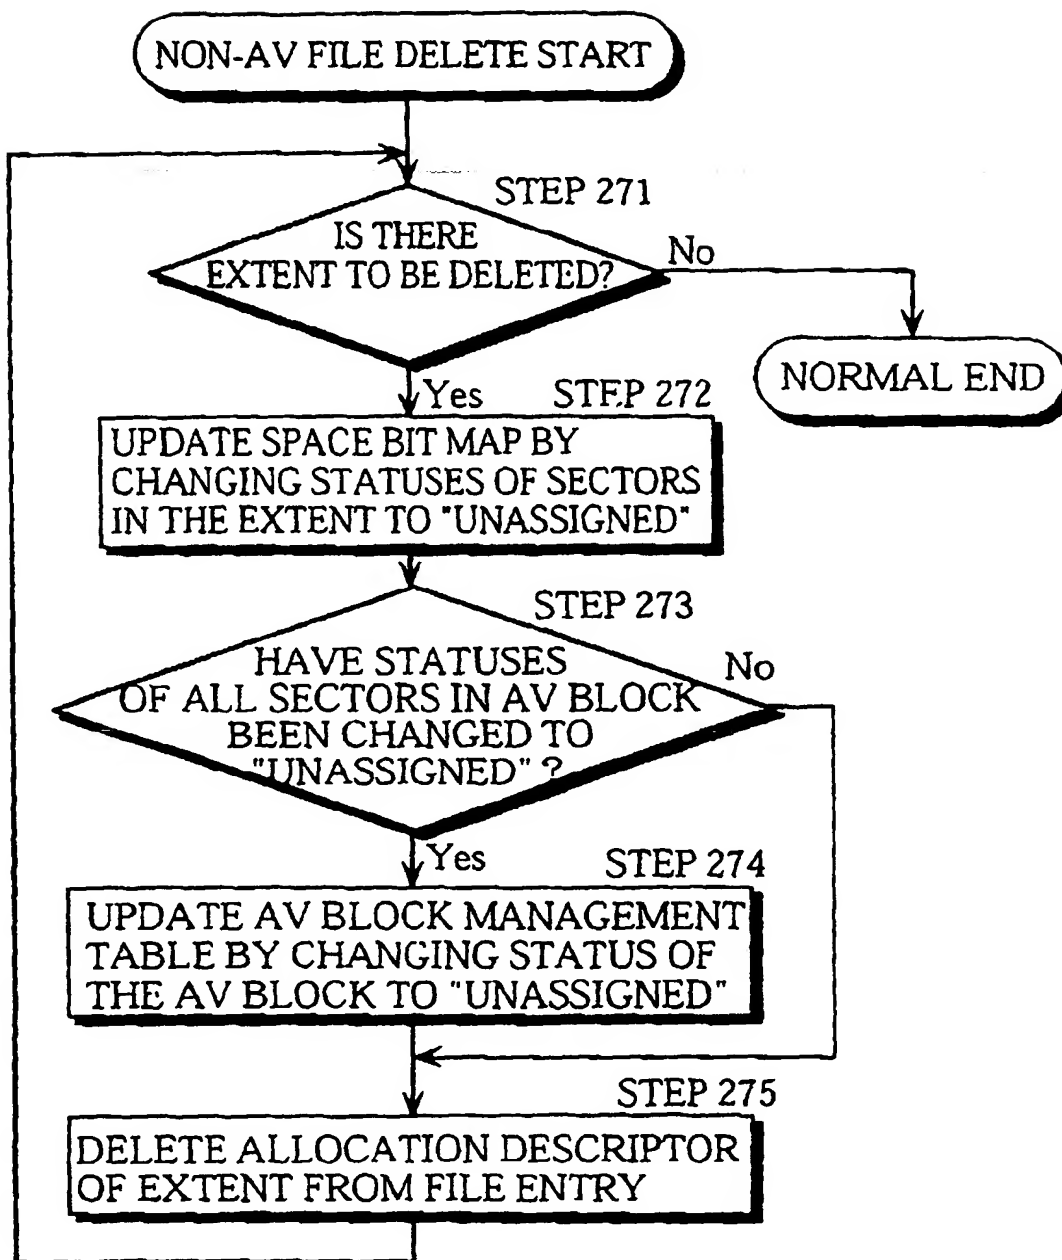 NON-AV FILE DELETE START
STEP 271
IS THERE
EXTENT TO BE DELETED?
No
NORMAL END
Yes
STEP 272
UPDATE SPACE BIT MAP BY
CHANGING STATUSES OF SECTORS
IN THE EXTENT TO "UNASSIGNED"
STEP 273
HAVE STATUSES
OF ALL SECTORS IN AV BLOCK
BEEN CHANGED TO
"UNASSIGNED" ?
No
Yes
STEP 274
UPDATE AV BLOCK MANAGEMENT
TABLE BY CHANGING STATUS OF
THE AV BLOCK TO "UNASSIGNED"
STEP 275
DELETE ALLOCATION DESCRIPTOR
OF EXTENT FROM FILE ENTRY